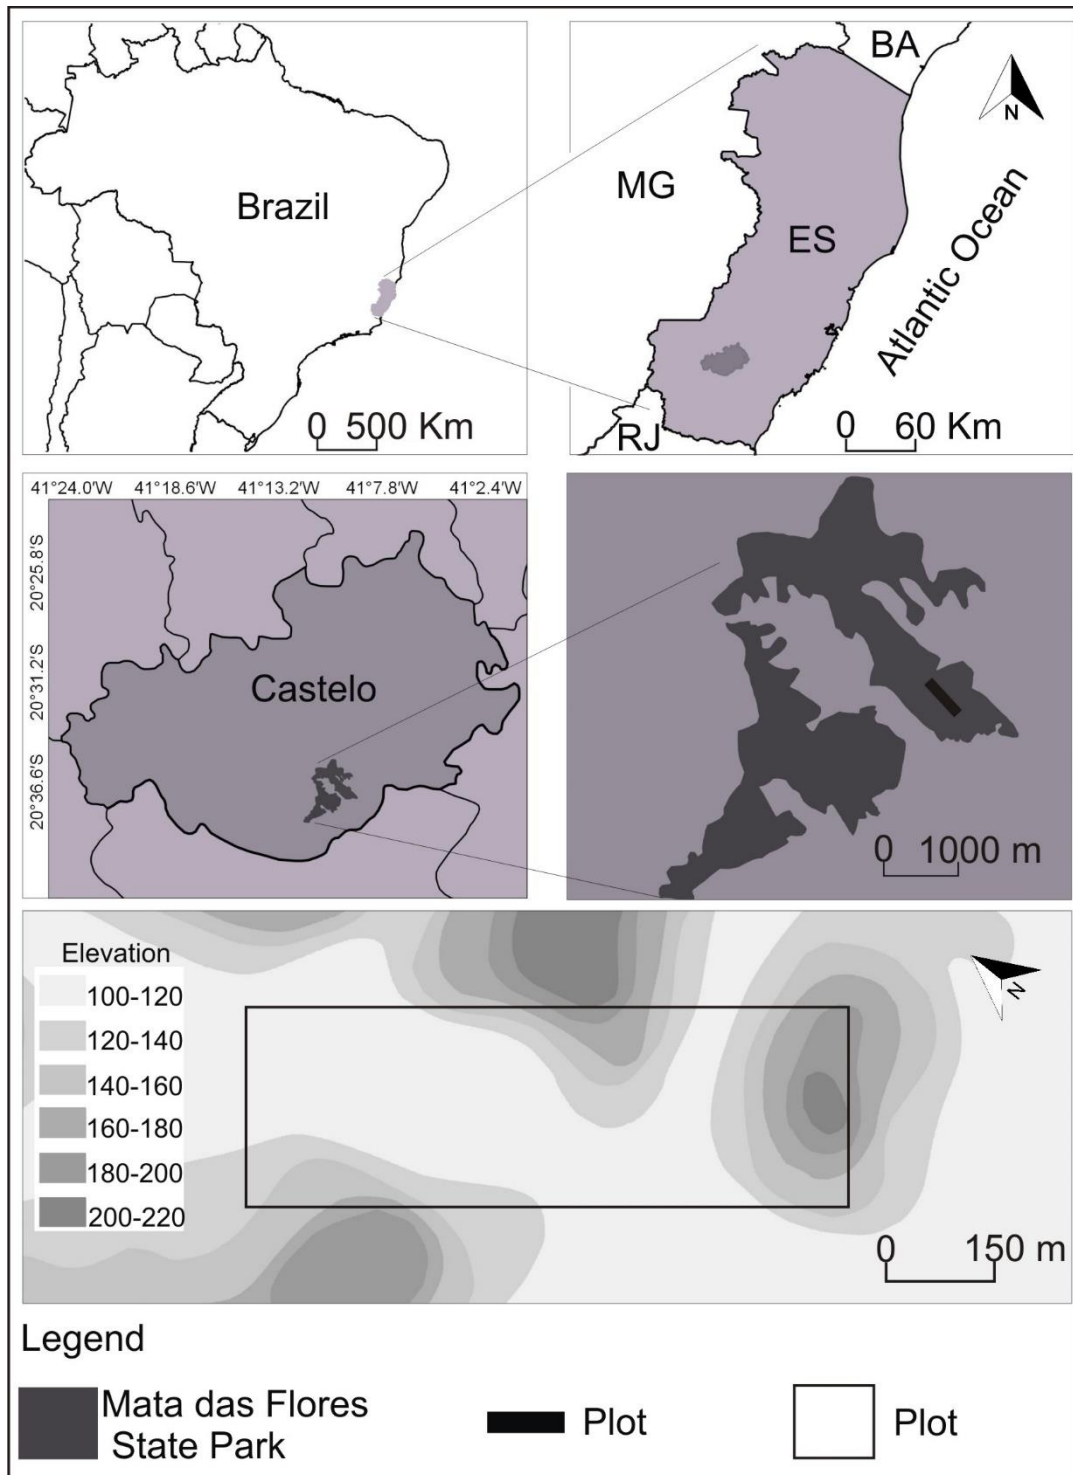 Brazil
0 500 Km
BA
N
MG
ES
Atlantic Ocean
RJ
0 60 Km
41°24.0'W 41°18.6'W 41°13.2'W 41°7.8'W 41°2.4'W
20°25.8'S
20°31.2'S
20°36.6'S
Castelo
0 1000 m
Elevation
100-120
120-140
140-160
160-180
180-200
200-220
N
0 150 m
Legend
Mata das Flores
State Park
Plot
Plot